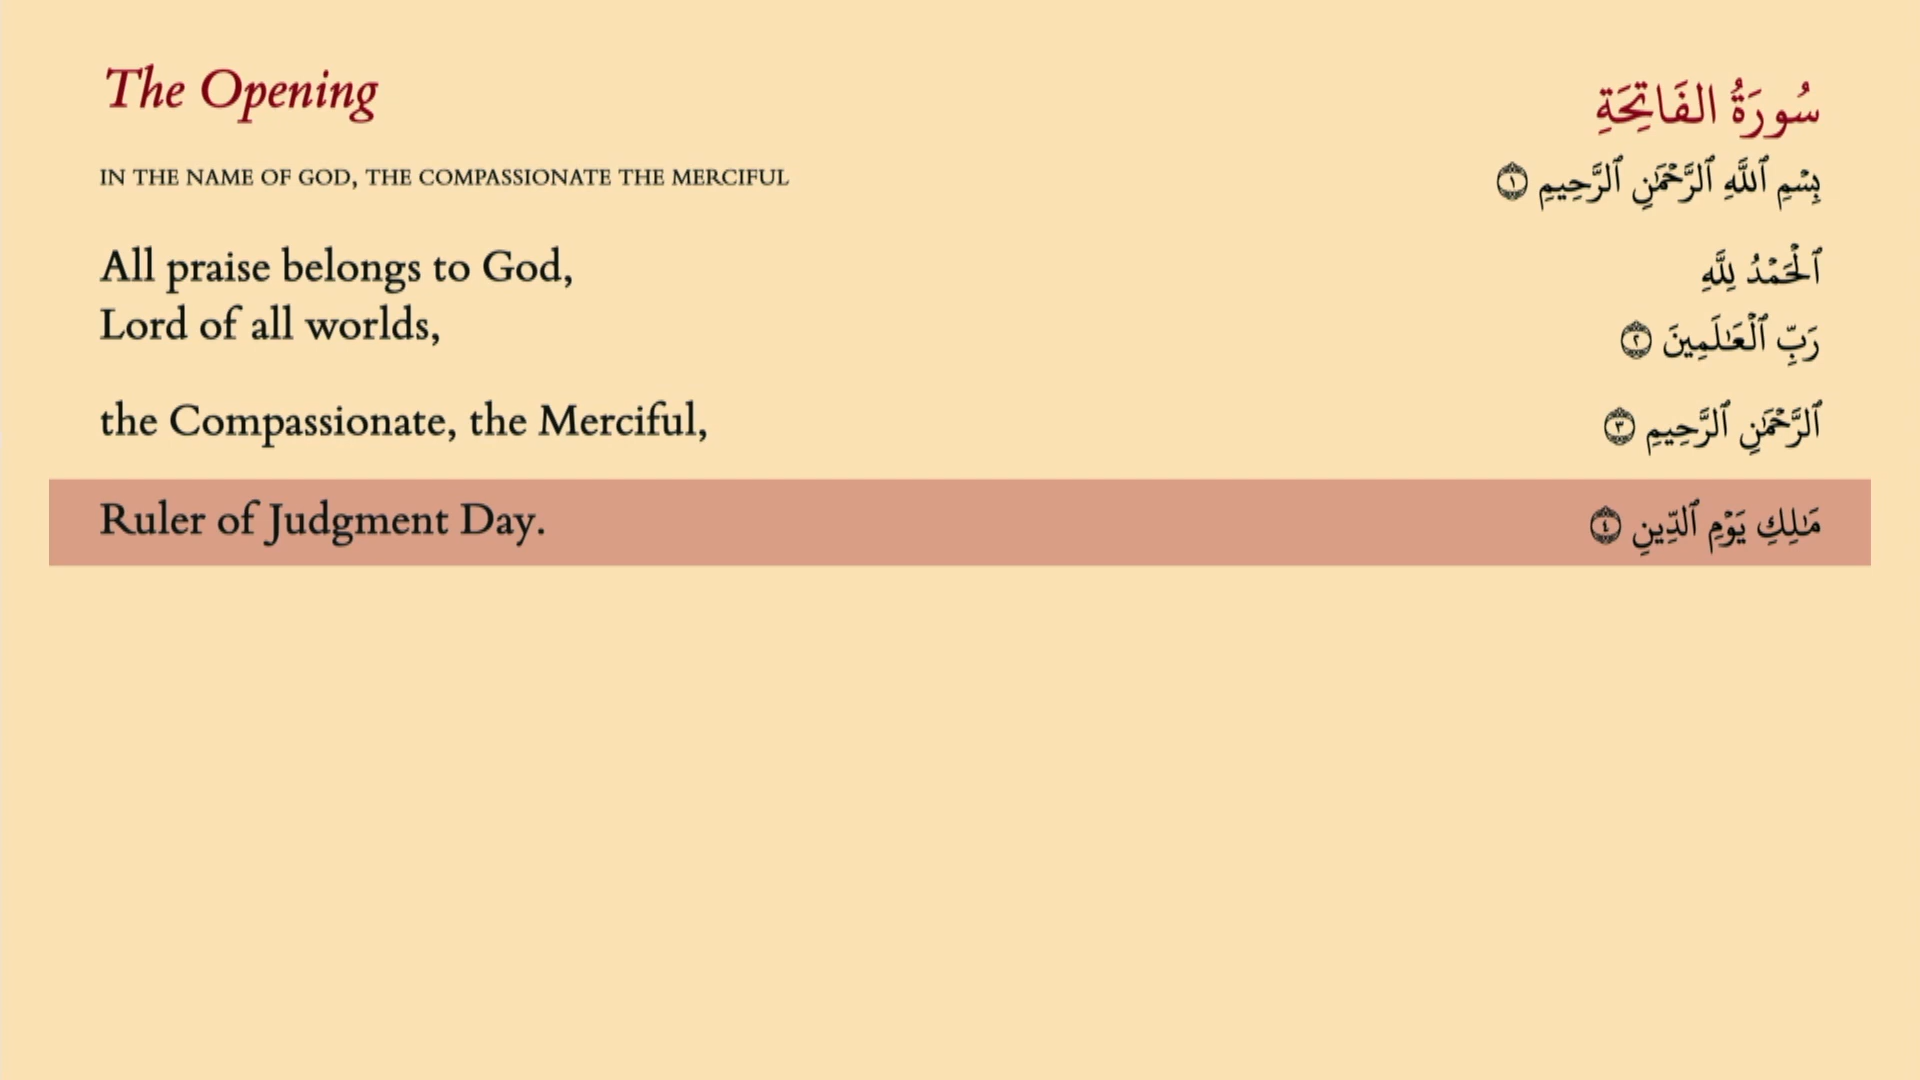 The Opening
سُورَةُ الفَاتِحَةِ
IN THE NAME OF GOD, THE COMPASSIONATE THE MERCIFUL
بِسْمِ ٱللَّهِ ٱلرَّحْمَٰنِ ٱلرَّحِيمِ ١
All praise belongs to God,
ٱلْحَمْدُ لِلَّهِ
Lord of all worlds,
رَبِّ ٱلْعَـٰلَمِينَ ٢
the Compassionate, the Merciful,
ٱلرَّحْمَٰنِ ٱلرَّحِيمِ ٣
Ruler of Judgment Day.
مَـٰلِكِ يَوْمِ ٱلدِّينِ ٤